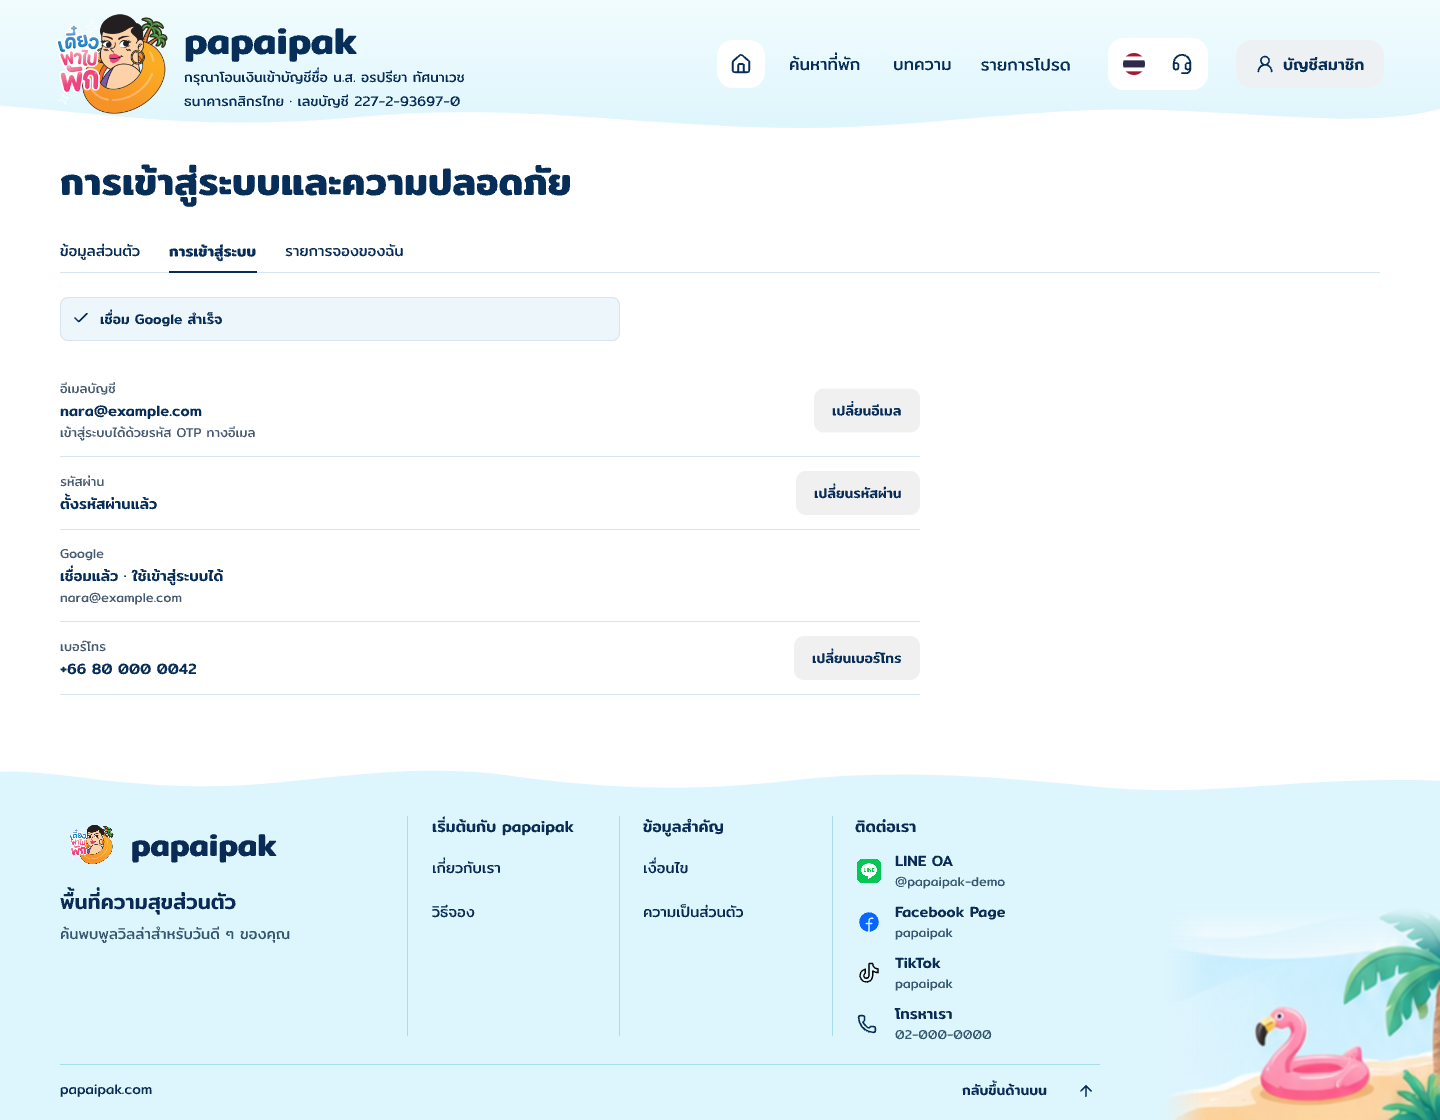 เดี๋ยว
พาไป
พัก
papaipak
กรุณาโอนเงินเข้าบัญชีชื่อ น.ส. อรปรียา ทัศนาเวช
ธนาคารกสิกรไทย · เลขบัญชี 227-2-93697-0
ค้นหาที่พัก
บทความ
รายการโปรด
บัญชีสมาชิก
การเข้าสู่ระบบและความปลอดภัย
ข้อมูลส่วนตัว
การเข้าสู่ระบบ
รายการจองของฉัน
เชื่อม Google สำเร็จ
อีเมลบัญชี
nara@example.com
เข้าสู่ระบบได้ด้วยรหัส OTP ทางอีเมล
เปลี่ยนอีเมล
รหัสผ่าน
ตั้งรหัสผ่านแล้ว
เปลี่ยนรหัสผ่าน
Google
เชื่อมแล้ว · ใช้เข้าสู่ระบบได้
nara@example.com
เบอร์โทร
+66 80 000 0042
เปลี่ยนเบอร์โทร
เดี๋ยว
พาไป
พัก
papaipak
พื้นที่ความสุขส่วนตัว
ค้นพบพูลวิลล่าสำหรับวันดี ๆ ของคุณ
เริ่มต้นกับ papaipak
เกี่ยวกับเรา
วิธีจอง
ข้อมูลสำคัญ
เงื่อนไข
ความเป็นส่วนตัว
ติดต่อเรา
LINE
LINE OA
@papaipak-demo
Facebook Page
papaipak
TikTok
papaipak
โทรหาเรา
02-000-0000
papaipak.com
กลับขึ้นด้านบน